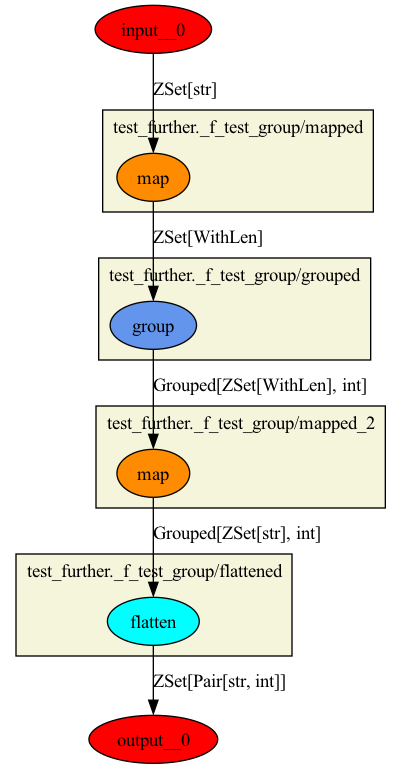 input__0
ZSet[str]
test_further._f_test_group/mapped
map
ZSet[WithLen]
test_further._f_test_group/grouped
group
Grouped[ZSet[WithLen], int]
test_further._f_test_group/mapped_2
map
Grouped[ZSet[str], int]
test_further._f_test_group/flattened
flatten
ZSet[Pair[str, int]]
output__0